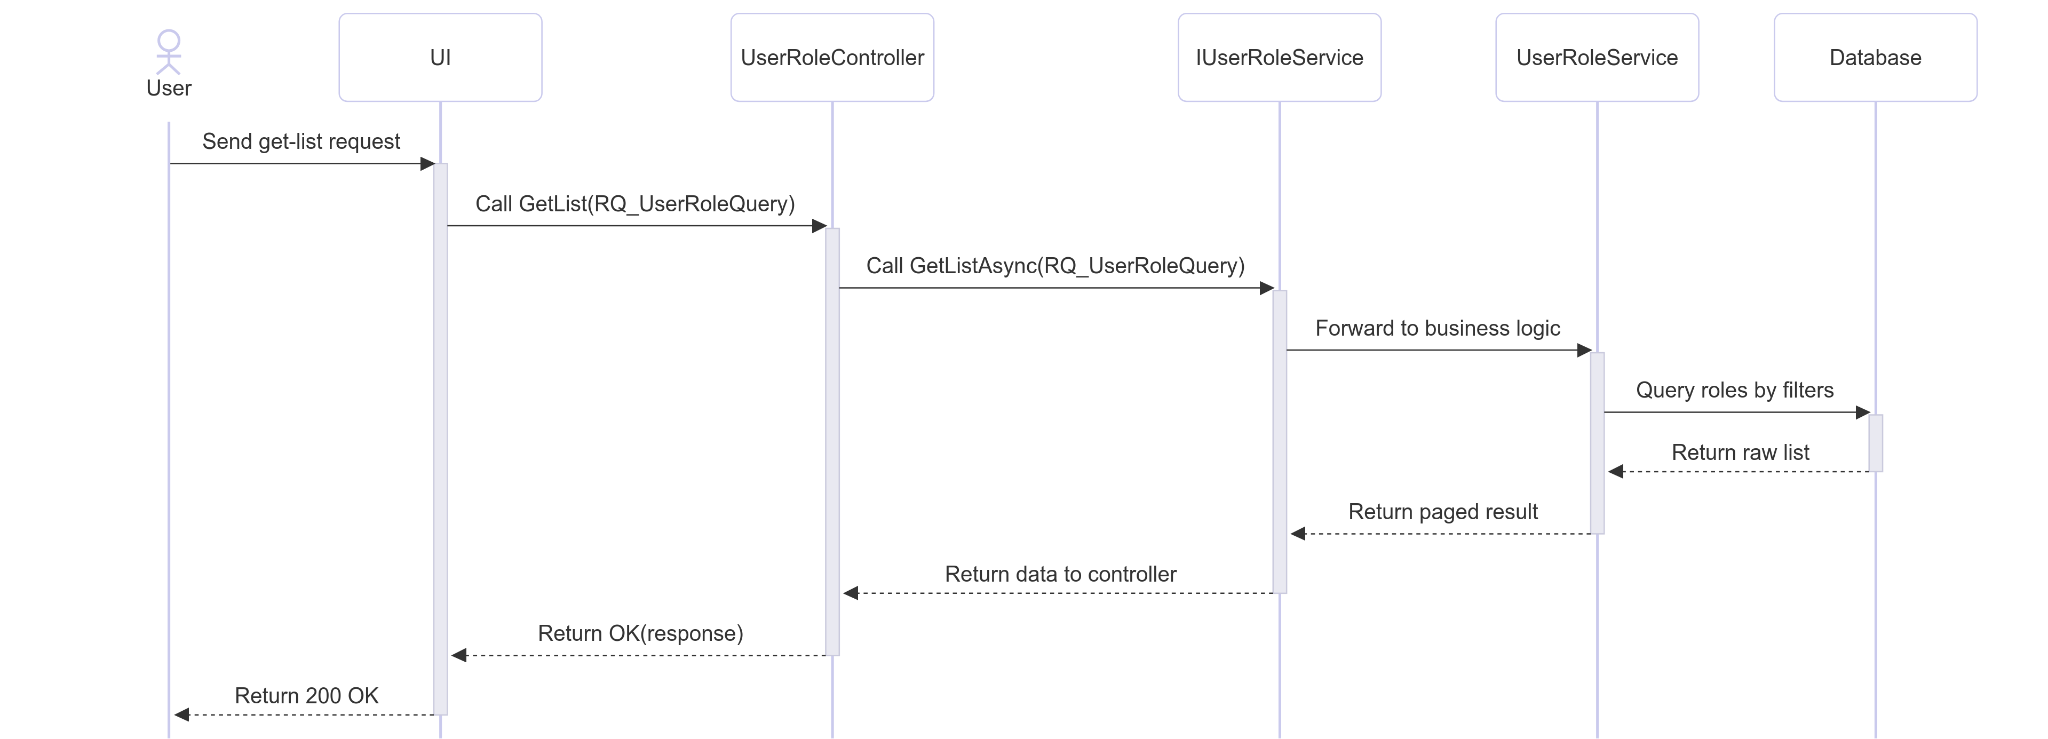 User
UI
UserRoleController
IUserRoleService
UserRoleService
Database
Send get-list request
Call GetList(RQ_UserRoleQuery)
Call GetListAsync(RQ_UserRoleQuery)
Forward to business logic
Query roles by filters
Return raw list
Return paged result
Return data to controller
Return OK(response)
Return 200 OK